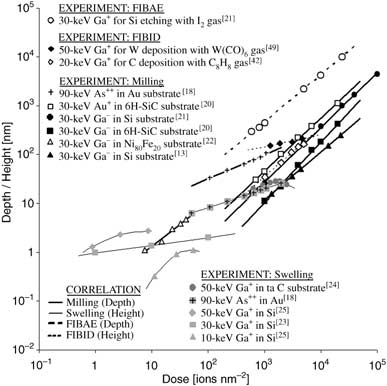 EXPERIMENT: FIBAE
30-keV Ga⁺ for Si etching with I₂ gas[21]
EXPERIMENT: FIBID
50-keV Ga⁺ for W deposition with W(CO)₆ gas[49]
20-keV Ga⁺ for C deposition with C₈H₈ gas[42]
EXPERIMENT: Milling
90-keV As⁺⁺ in Au substrate[18]
30-keV Au⁺ in 6H-SiC substrate[20]
30-keV Ga⁻ in Si substrate[21]
30-keV Ga⁻ in 6H-SiC substrate[20]
30-keV Ga⁻ in Ni₈₀Fe₂₀ substrate[22]
30-keV Ga⁻ in Si substrate[13]
Depth / Height [nm]
10⁴
10³
10²
10¹
1
10⁻¹
CORRELATION
Milling (Depth)
Swelling (Height)
FIBAE (Depth)
FIBID (Height)
EXPERIMENT: Swelling
50-keV Ga⁺ in ta C substrate[24]
90-keV As⁺⁺ in Au[18]
50-keV Ga⁺ in Si[25]
30-keV Ga⁺ in Si[23]
10-keV Ga⁺ in Si[25]
10⁻¹ 1 10 10² 10³ 10⁴ 10⁵
Dose [ions nm⁻²]